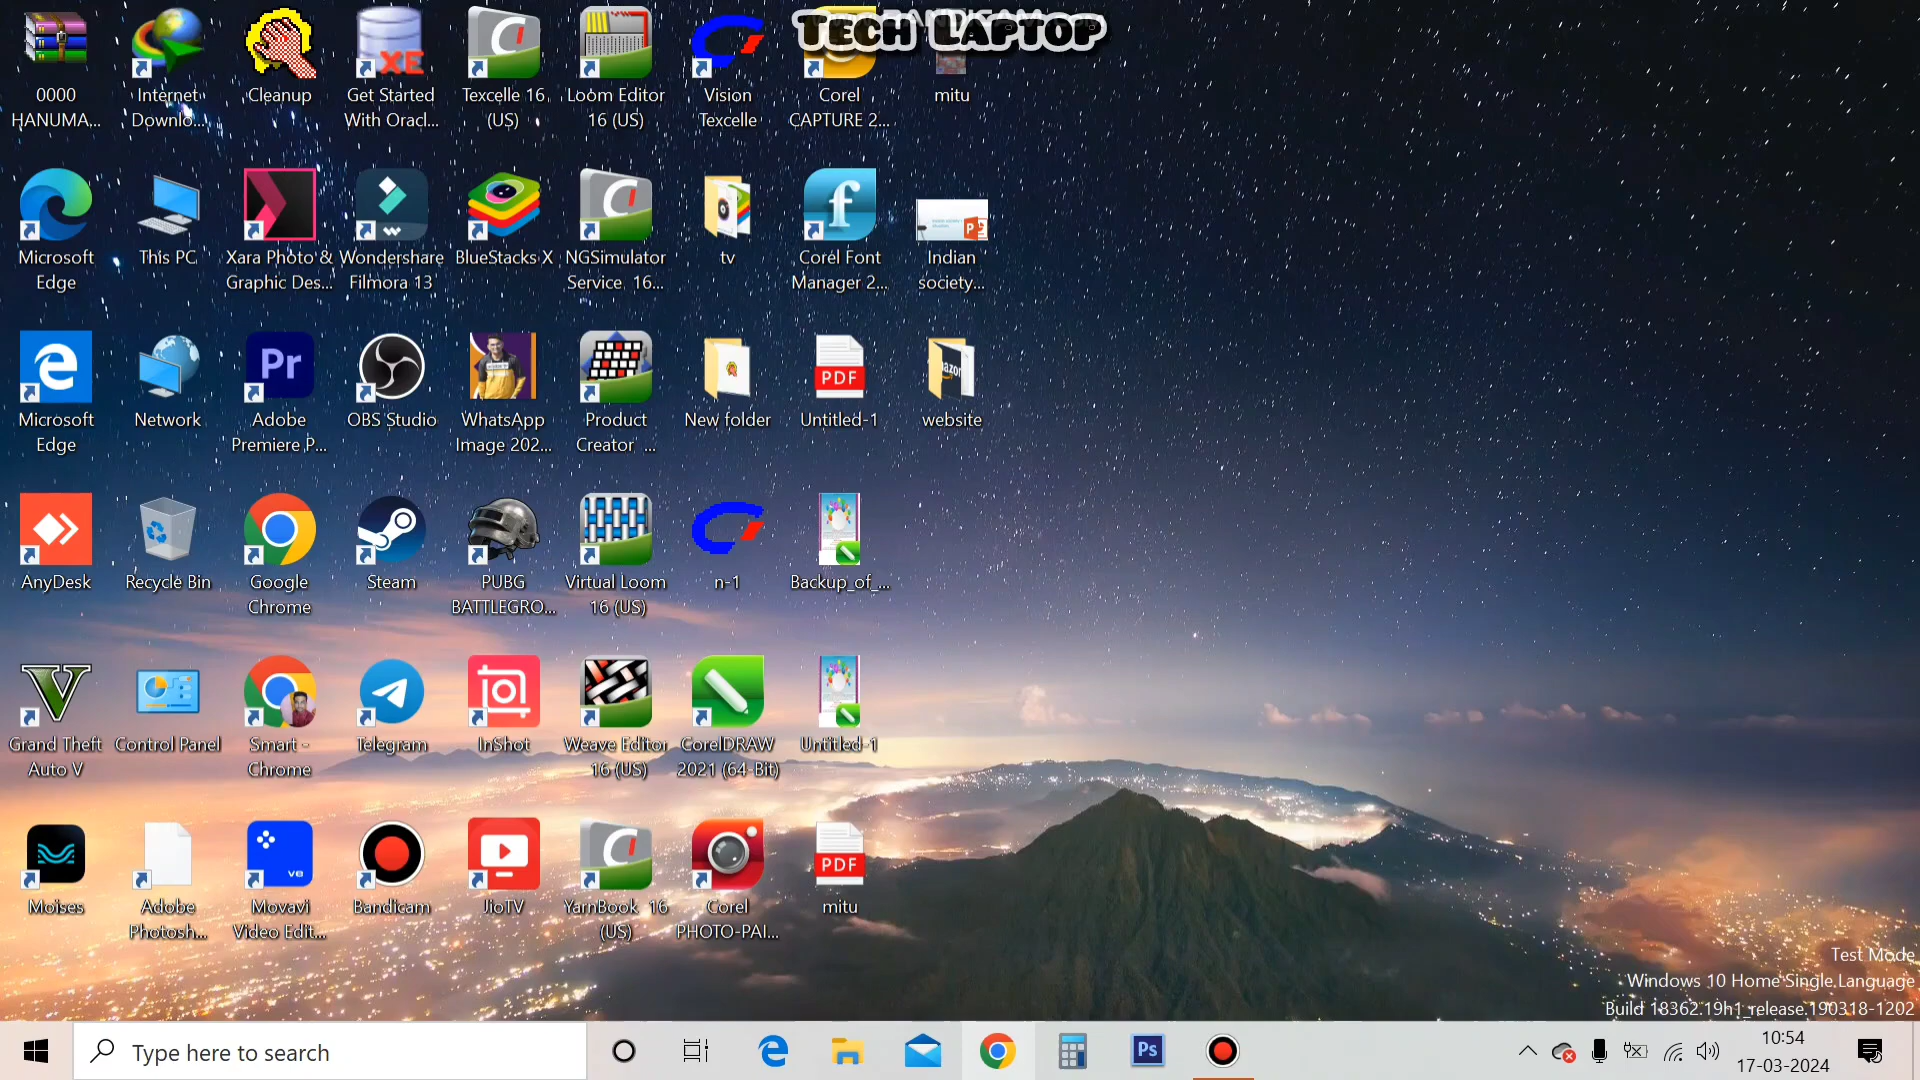 Tech Laptop
0000
HANUMA...
Internet
Downlo...
Cleanup
XE
Get Started
With Oracl...
Texcelle 16
(US)
Loom Editor
16 (US)
Vision
Texcelle
Corel
CAPTURE 2...
mitu
Microsoft
Edge
This PC
Xara Photo &
Graphic Des...
Wondershare
Filmora 13
BlueStacks X
NGSimulator
Service 16...
tv
f
Corel Font
Manager 2...
P
Indian
society...
Microsoft
Edge
Network
Pr
Adobe
Premiere P...
OBS Studio
WhatsApp
Image 202...
Product
Creator ...
New folder
PDF
Untitled-1
website
AnyDesk
Recycle Bin
Google
Chrome
Steam
PUBG
BATTLEGRO...
Virtual Loom
16 (US)
n-1
Backup_of_...
V
Grand Theft
Auto V
Control Panel
Smart -
Chrome
Telegram
InShot
Weave Editor
16 (US)
CorelDRAW
2021 (64-Bit)
Untitled-1
Moises
Adobe
Photosh...
ve
Movavi
Video Edit...
Bandicam
JioTV
YarnBook 16
(US)
Corel
PHOTO-PAI...
PDF
mitu
Test Mode
Windows 10 Home Single Language
Build 18362.19h1_release.190318-1202
Type here to search
Ps
10:54
17-03-2024